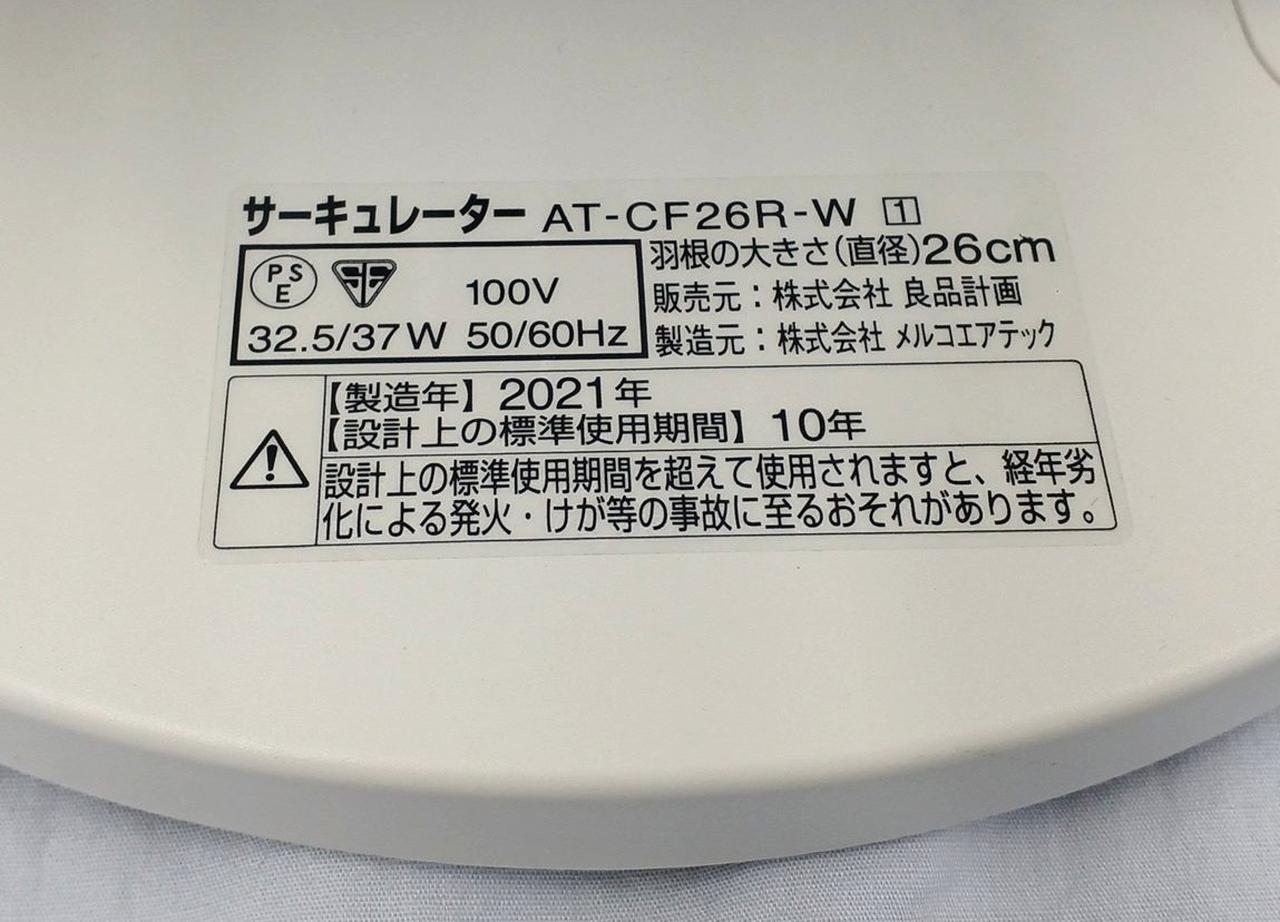 サーキュレーター AT-CF26R-W 1
PSE
100V
32.5/37W 50/60Hz
羽根の大きさ(直径)26cm
販売元:株式会社 良品計画
製造元:株式会社 メルコエアテック
【製造年】2021年
【設計上の標準使用期間】10年
設計上の標準使用期間を超えて使用されますと、経年劣
化による発火・けが等の事故に至るおそれがあります。